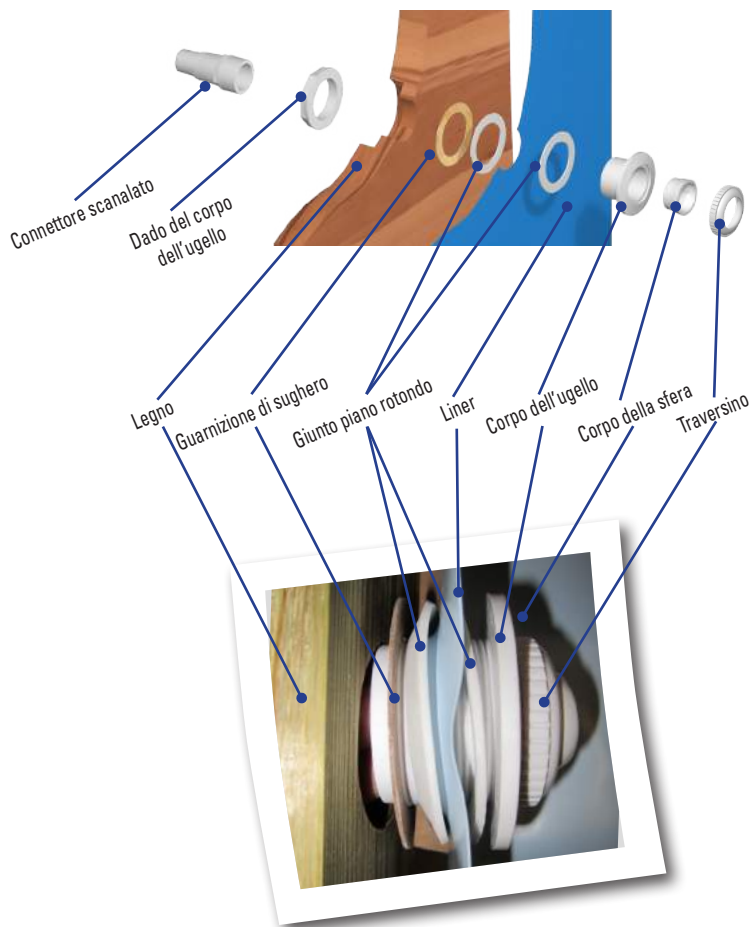 Connettore scanalato
Dado del corpo
dell'ugello
Legno
Guarnizione di sughero
Giunto piano rotondo
Liner
Corpo dell'ugello
Corpo della sfera
Traversino